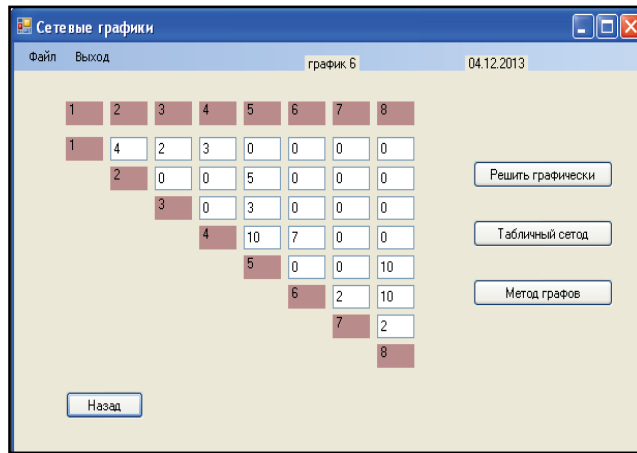 Сетевые графики
Файл Выход график 6 04.12.2013
1 2 3 4 5 6 7 8
1 4 2 3 0 0 0 0
2 0 0 5 0 0 0
3 0 3 0 0 0
4 10 7 0 0
5 0 0 10
6 2 10
7 2
8
Решить графически
Табличный сетод
Метод графов
Назад